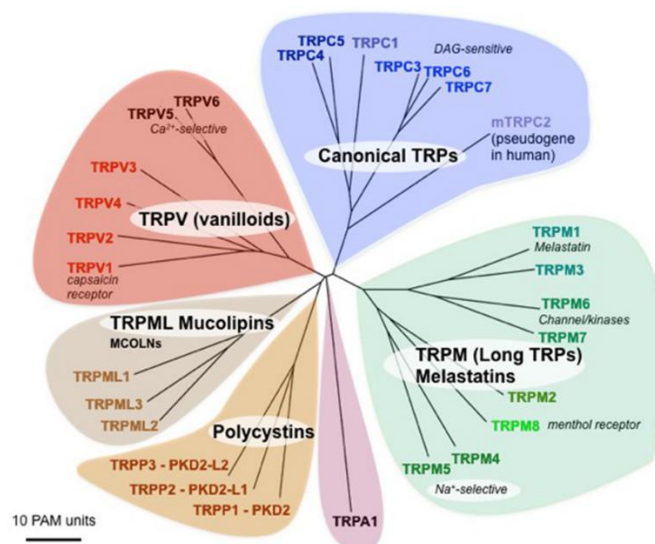 TRPC5 TRPC1
TRPC4
DAG-sensitive
TRPC3 TRPC6
TRPC7
mTRPC2
(pseudogene
in human)
Canonical TRPs
TRPV6
TRPV5
Ca²⁺-selective
TRPV3
TRPV4
TRPV (vanilloids)
TRPV2
TRPV1
capsaicin
receptor
TRPM1
Melastatin
TRPM3
TRPM6
Channel/kinases
TRPM7
TRPM (Long TRPs)
Melastatins
TRPM2
TRPM8 menthol receptor
TRPM4
TRPM5
Na⁺-selective
TRPML Mucolipins
MCOLNs
TRPML1
TRPML3
TRPML2
Polycystins
TRPP3 - PKD2-L2
TRPP2 - PKD2-L1
TRPP1 - PKD2
TRPA1
10 PAM units